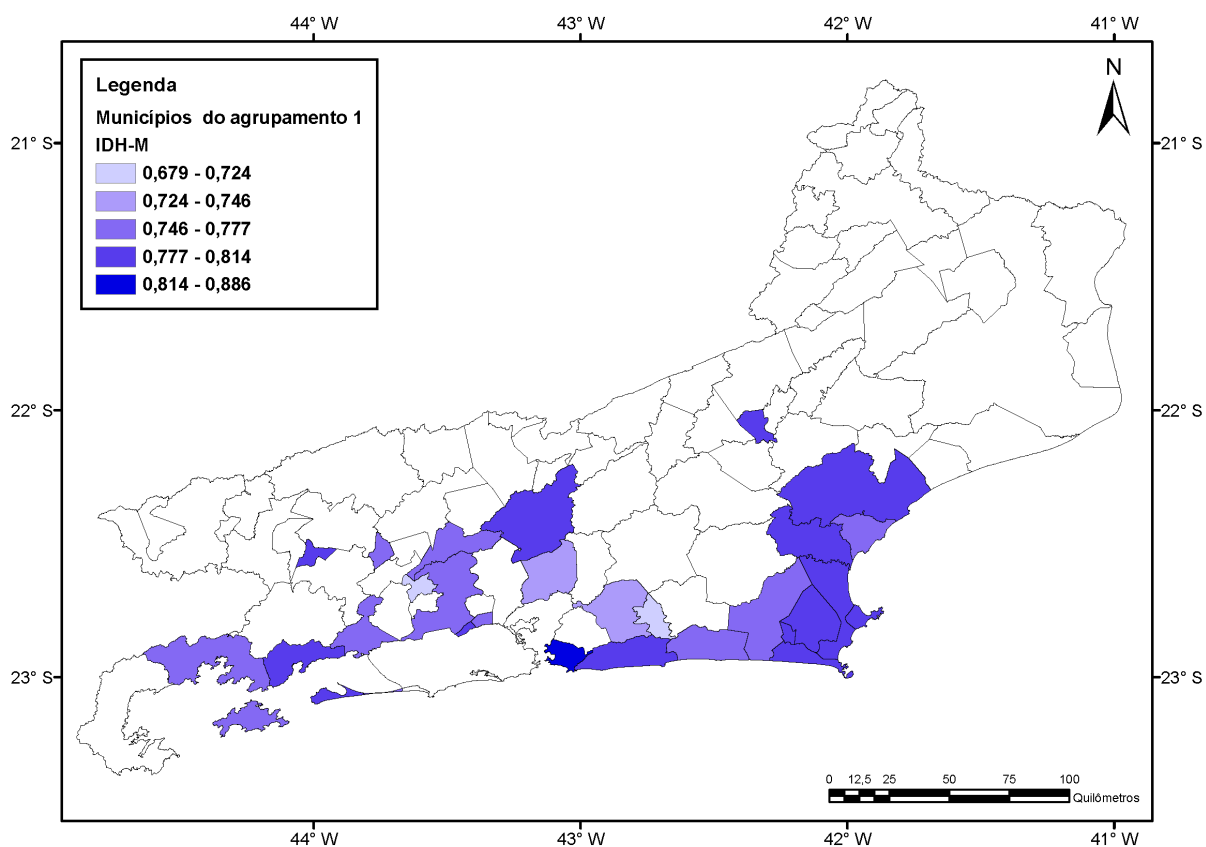 44° W 43° W 42° W 41° W
Legenda
Municípios do agrupamento 1
IDH-M
0,679 - 0,724
0,724 - 0,746
0,746 - 0,777
0,777 - 0,814
0,814 - 0,886
N
21° S 21° S
22° S 22° S
23° S 23° S
0 12,5 25 50 75 100
Quilômetros
44° W 43° W 42° W 41° W